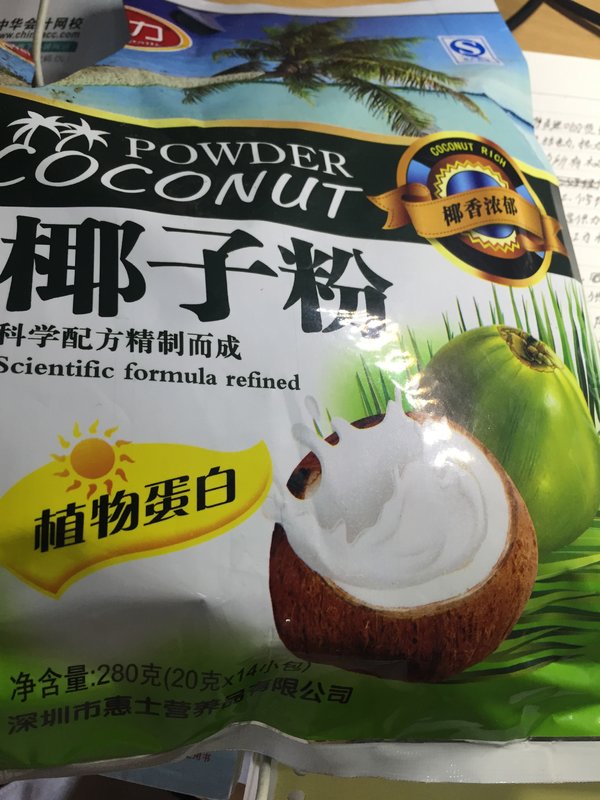 中华会计网校
力
COCONUT RICH
椰香浓郁
POWDER
COCONUT
椰子粉
科学配方精制而成
Scientific formula refined
植物蛋白
净含量:280克(20克x14小包)
深圳市惠士营养品有限公司